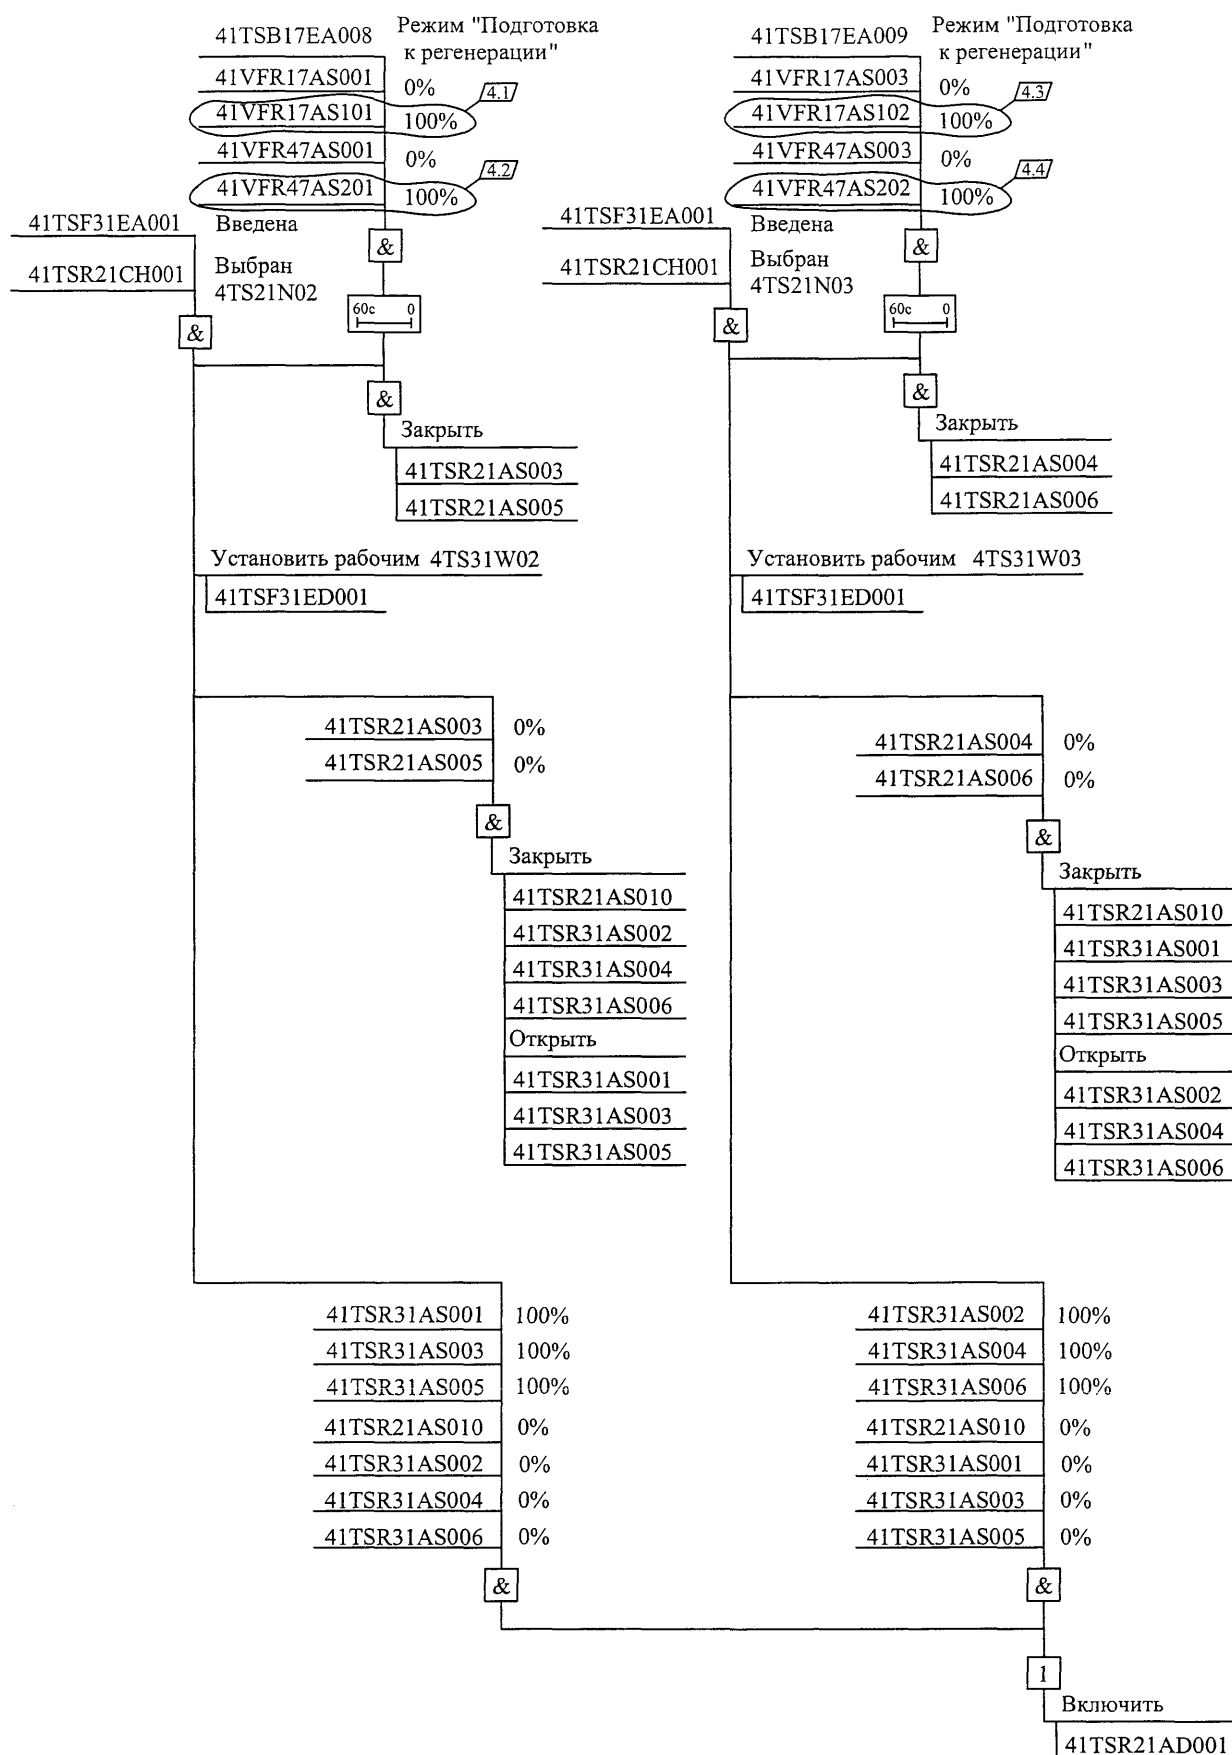 41TSB17EA008
Режим "Подготовка
к регенерации"
41VFR17AS001
0%
4.1
41VFR17AS101
100%
41VFR47AS001
0%
4.2
41VFR47AS201
100%
41TSF31EA001
Введена
&
41TSR21CH001
Выбран
4TS21N02
60с 0
&
&
Закрыть
41TSR21AS003
41TSR21AS005
Установить рабочим 4TS31W02
41TSF31ED001
41TSR21AS003 0%
41TSR21AS005 0%
&
Закрыть
41TSR21AS010
41TSR31AS002
41TSR31AS004
41TSR31AS006
Открыть
41TSR31AS001
41TSR31AS003
41TSR31AS005
41TSR31AS001 100%
41TSR31AS003 100%
41TSR31AS005 100%
41TSR21AS010 0%
41TSR31AS002 0%
41TSR31AS004 0%
41TSR31AS006 0%
&
41TSB17EA009
Режим "Подготовка
к регенерации"
41VFR17AS003
0%
4.3
41VFR17AS102
100%
41VFR47AS003
0%
4.4
41VFR47AS202
100%
41TSF31EA001
Введена
&
41TSR21CH001
Выбран
4TS21N03
60с 0
&
&
Закрыть
41TSR21AS004
41TSR21AS006
Установить рабочим 4TS31W03
41TSF31ED001
41TSR21AS004 0%
41TSR21AS006 0%
&
Закрыть
41TSR21AS010
41TSR31AS001
41TSR31AS003
41TSR31AS005
Открыть
41TSR31AS002
41TSR31AS004
41TSR31AS006
41TSR31AS002 100%
41TSR31AS004 100%
41TSR31AS006 100%
41TSR21AS010 0%
41TSR31AS001 0%
41TSR31AS003 0%
41TSR31AS005 0%
&
1
Включить
41TSR21AD001